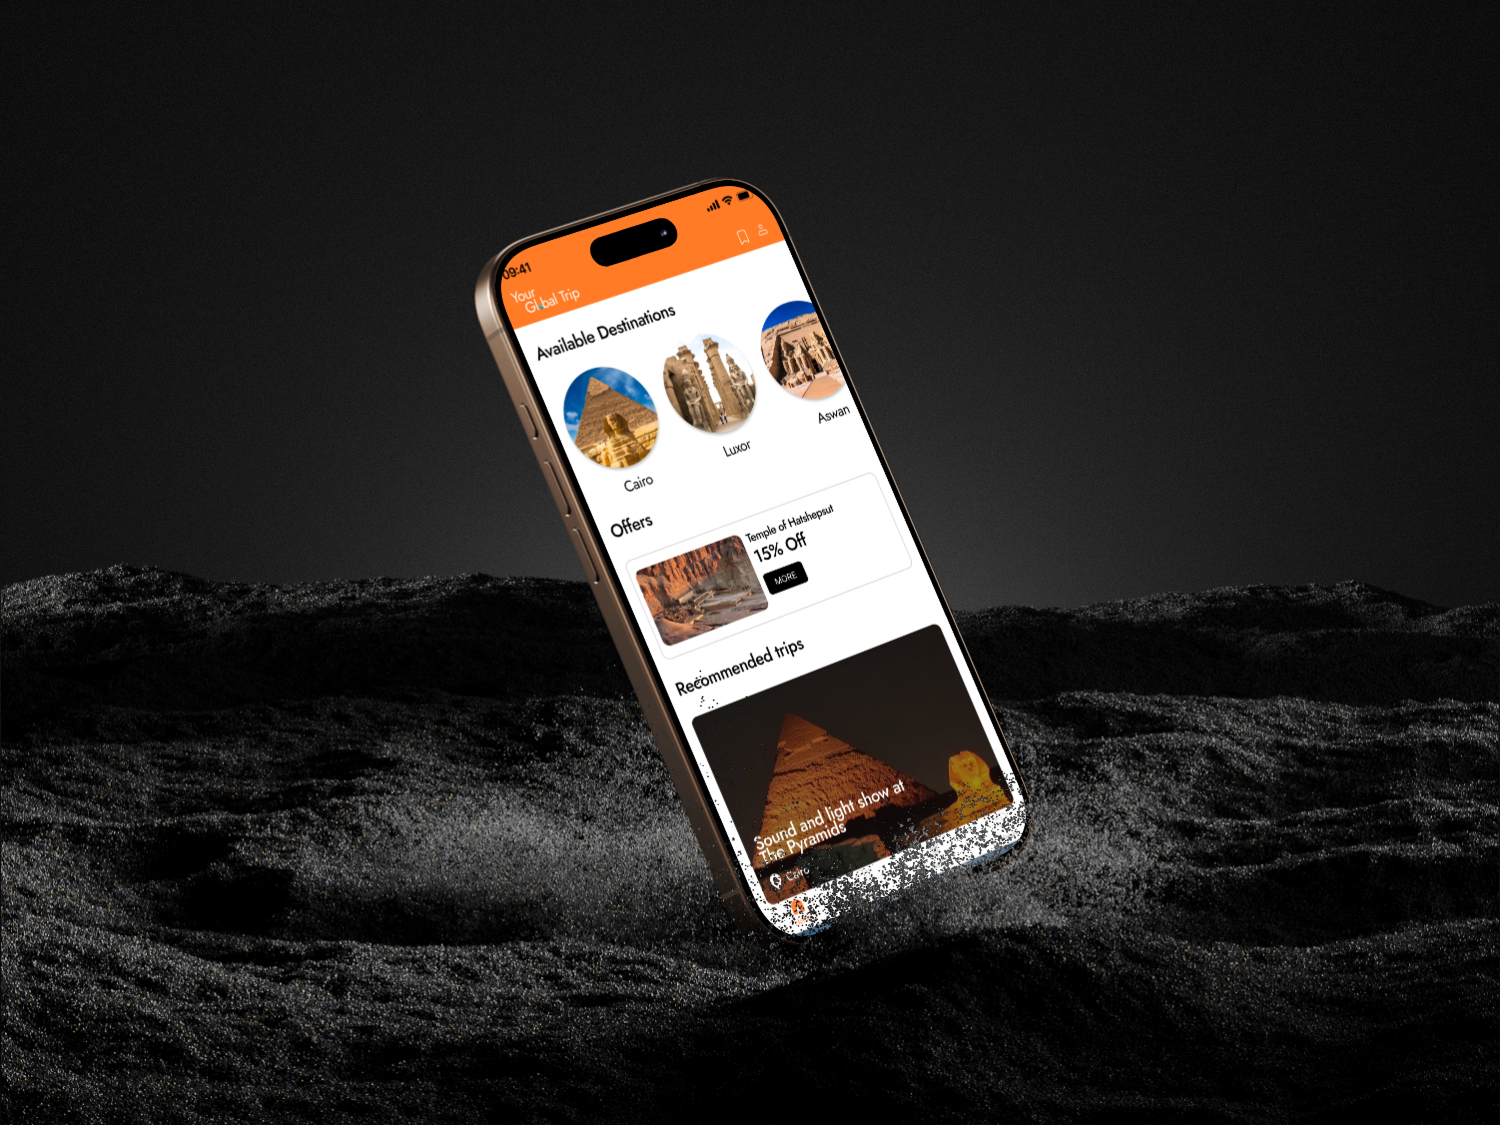 09:41
Your
Global Trip
Available Destinations
Cairo
Luxor
Aswan
Offers
Temple of Hatshepsut
15% Off
MORE
Recommended trips
Sound and light show at
The Pyramids
Cairo